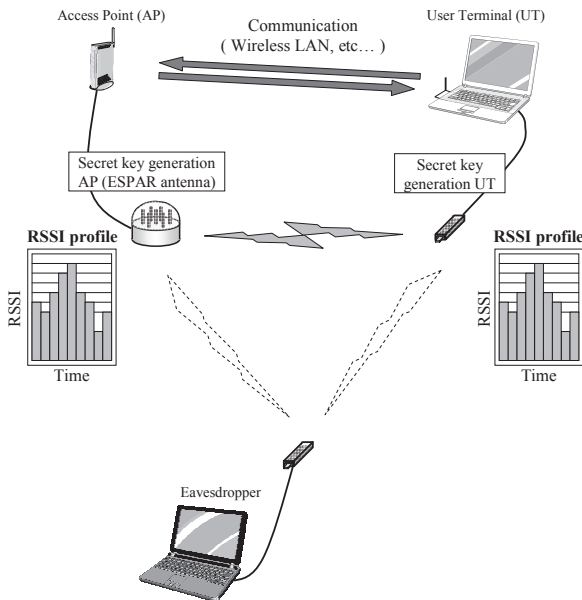 Access Point (AP)
Communication
( Wireless LAN, etc… )
User Terminal (UT)
Secret key generation
AP (ESPAR antenna)
Secret key
generation UT
RSSI profile
RSSI
Time
RSSI profile
RSSI
Time
Eavesdropper